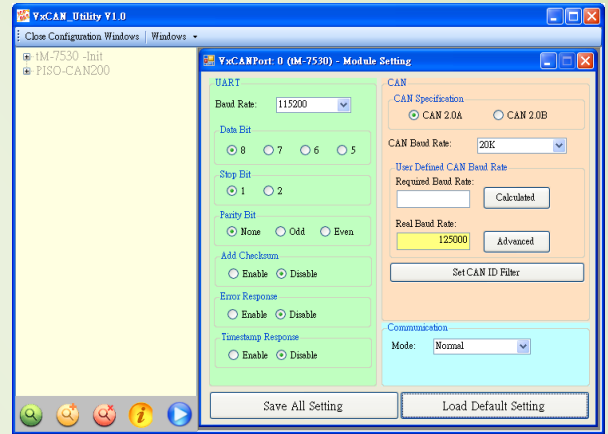 VxCAN_Utility V1.0
Close Configuration Windows Windows
tM-7530 -Init
PISO-CAN200
VxCANPort: 0 (tM-7530) - Module Setting
UART
Baud Rate: 115200
Data Bit
8 7 6 5
Stop Bit
1 2
Parity Bit
None Odd Even
Add Checksum
Enable Disable
Error Response
Enable Disable
Timestamp Response
Enable Disable
CAN
CAN Specification
CAN 2.0A CAN 2.0B
CAN Baud Rate: 20K
User Defined CAN Baud Rate
Required Baud Rate:
Calculated
Real Baud Rate:
125000 Advanced
Set CAN ID Filter
Communication
Mode: Normal
Save All Setting Load Default Setting